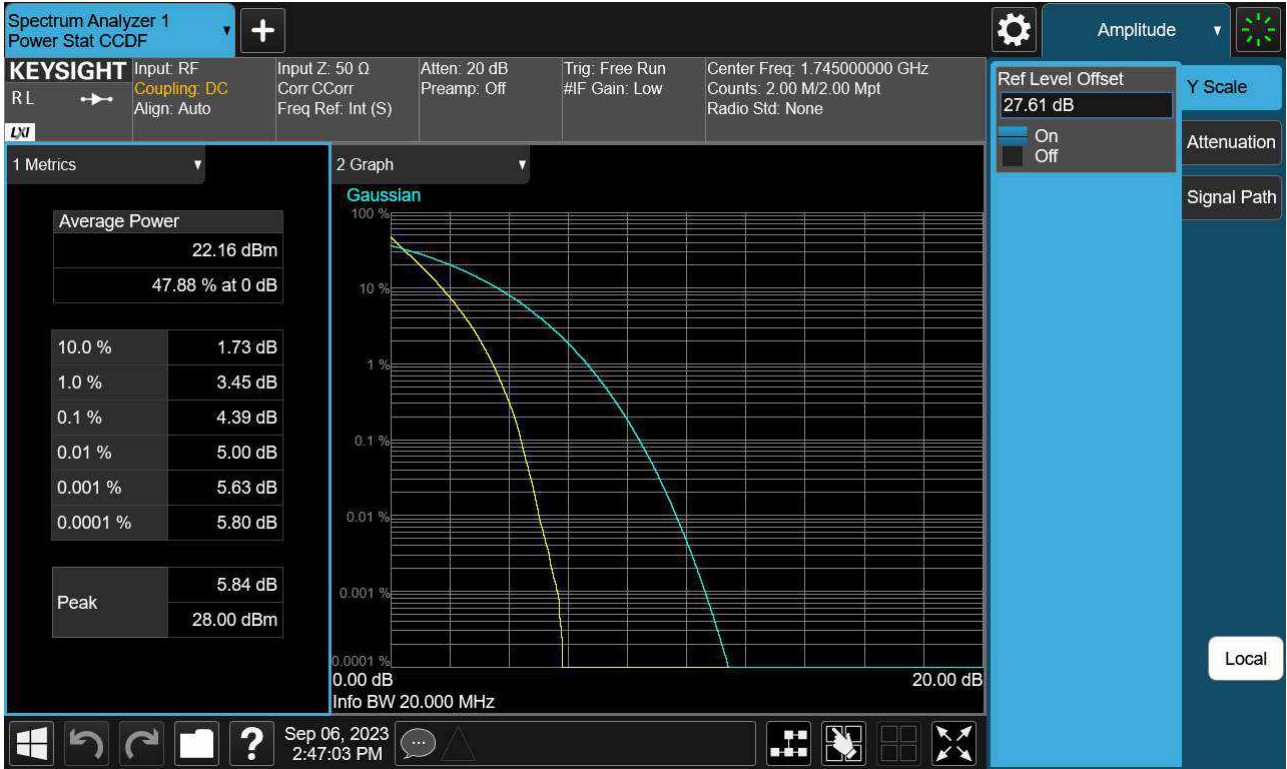 Spectrum Analyzer 1
Power Stat CCDF
Amplitude
KEYSIGHT
R L
LXI
Input: RF
Coupling: DC
Align: Auto
Input Z: 50 Ω
Corr CCorr
Freq Ref: Int (S)
Atten: 20 dB
Preamp: Off
Trig: Free Run
#IF Gain: Low
Center Freq: 1.745000000 GHz
Counts: 2.00 M/2.00 Mpt
Radio Std: None
Ref Level Offset
27.61 dB
On
Off
Y Scale
Attenuation
Signal Path
Local
1 Metrics
Average Power
22.16 dBm
47.88 % at 0 dB
10.0 % 1.73 dB
1.0 % 3.45 dB
0.1 % 4.39 dB
0.01 % 5.00 dB
0.001 % 5.63 dB
0.0001 % 5.80 dB
Peak 5.84 dB
28.00 dBm
2 Graph
Gaussian
100 %
10 %
1 %
0.1 %
0.01 %
0.001 %
0.0001 %
0.00 dB 20.00 dB
Info BW 20.000 MHz
?
Sep 06, 2023
2:47:03 PM